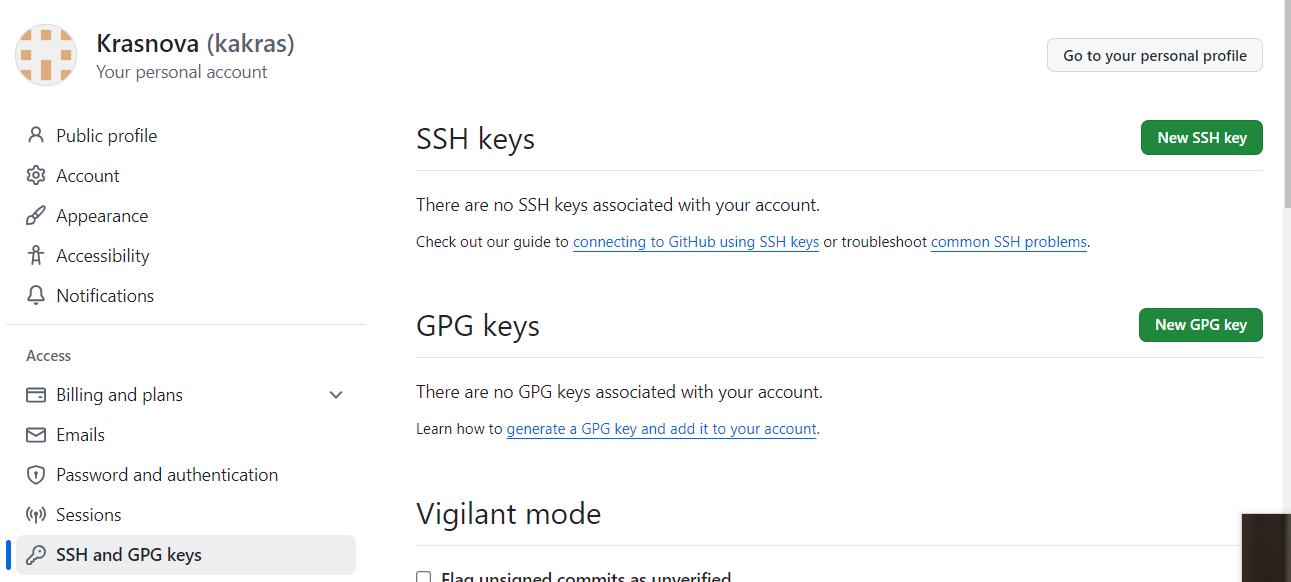 Krasnova (kakras)
Your personal account
Go to your personal profile
Public profile
Account
Appearance
Accessibility
Notifications
Access
Billing and plans
Emails
Password and authentication
Sessions
SSH and GPG keys
SSH keys
New SSH key
There are no SSH keys associated with your account.
Check out our guide to connecting to GitHub using SSH keys or troubleshoot common SSH problems.
GPG keys
New GPG key
There are no GPG keys associated with your account.
Learn how to generate a GPG key and add it to your account.
Vigilant mode
Flag unsigned commits as unverified